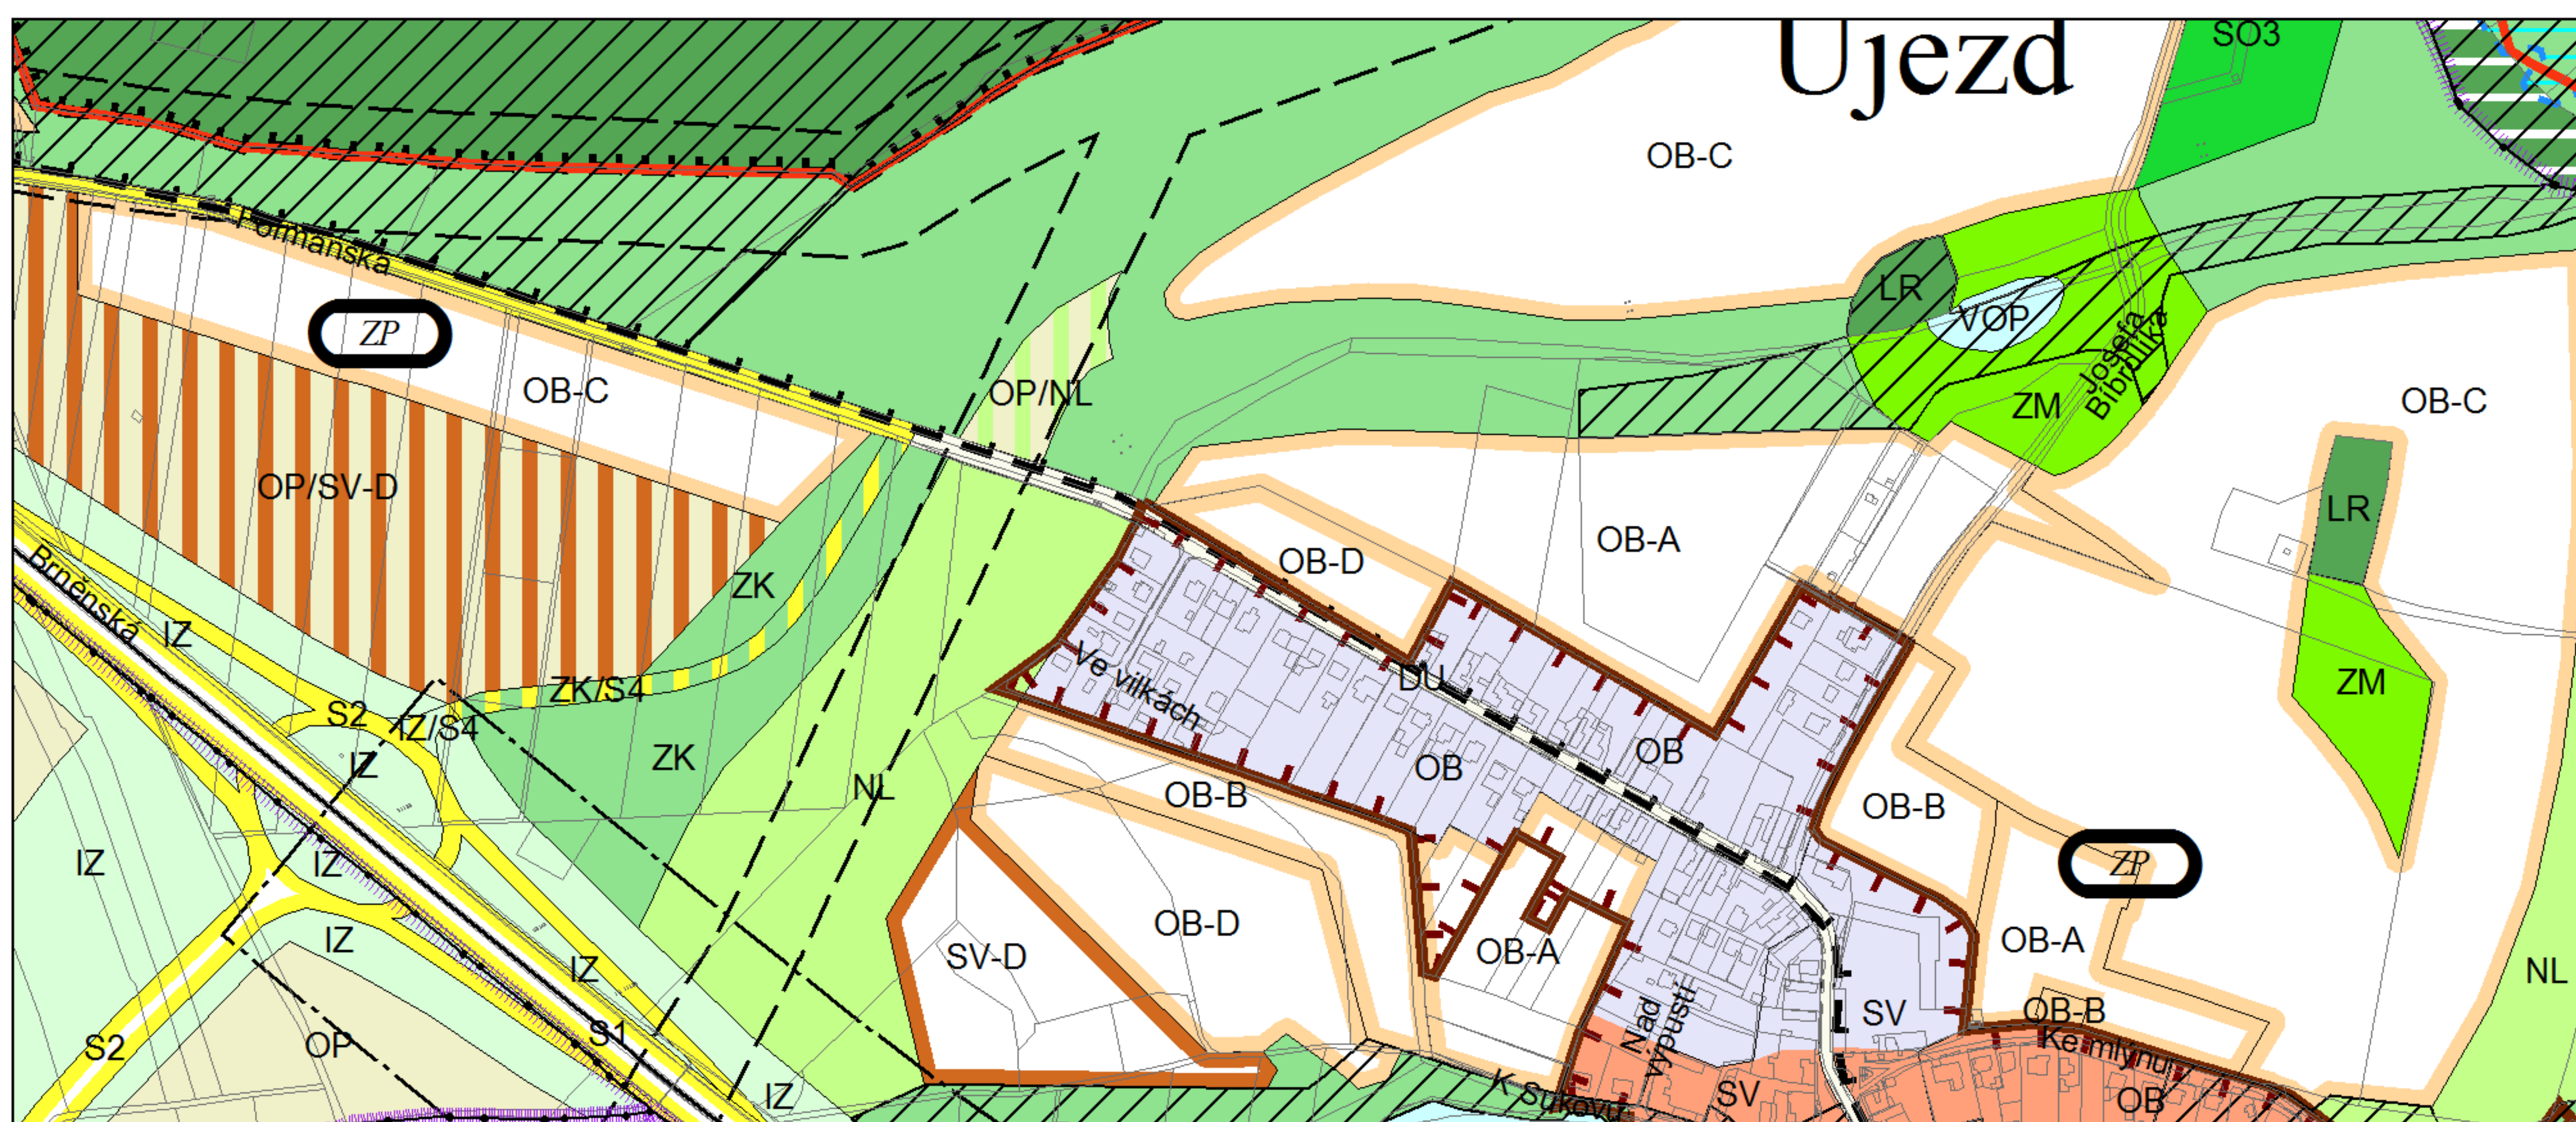 Újezd
SO3
OB-C
Formanská
LR
VOP
ZP
OB-C
OP/NL
ZM
Josefa
Bíbrdlíka
OB-C
OP/SV-D
LR
OB-D
OB-A
Brněnská
IZ
ZK
ZK/S4
S2
IZ/S4
IZ
ZK
NL
Ve vilkách
DU
OB
OB
ZM
OB-B
OB-B
ZP
IZ
IZ
IZ
IZ
SV-D
OB-D
OB-A
OB-A
NL
S2
OP
S1
IZ
Nad
výpustí
SV
OB-B
Ke mlýnu
K Sukovu
SV
OB